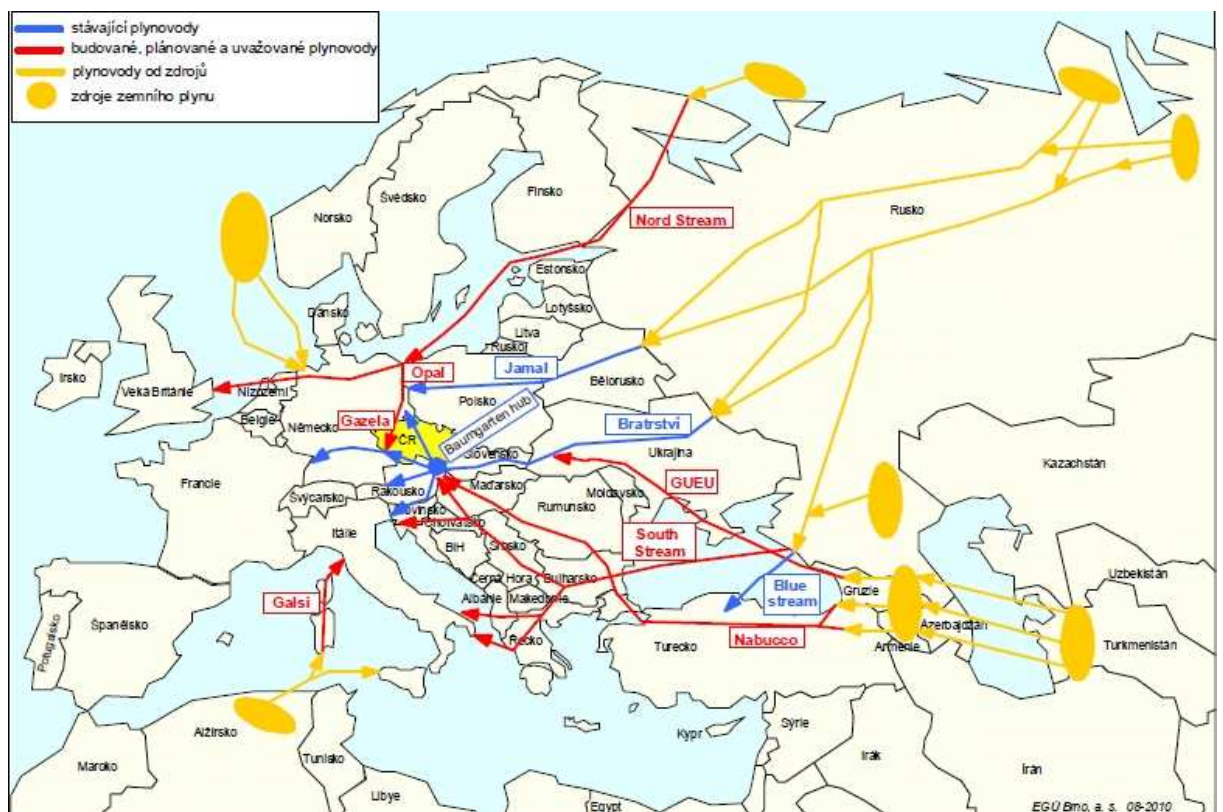 stávající plynovody
budované, plánované a uvažované plynovody
plynovody od zdrojů
zdroje zemního plynu
Finsko
Švédsko
Norsko
Rusko
Nord Stream
Estonsko
Lotyšsko
Dánsko
Litva
Rusko
Irsko
Veká Británie
Nizozemí
Opal
Jamal
Bělorusko
Polsko
Belgie
Německo
Gazela
ČR
Baumgarten hub
Bratrství
Slovensko
Ukrajina
Kazachstán
Francie
GUEU
Švýcarsko
Rakousko
Maďarsko
Moldavsko
Rumunsko
Slovinsko
Chorvatsko
Itálie
BIH
Srbsko
South
Stream
Uzbekistán
Černá Hora
Bulharsko
Blue
stream
Gruzie
Galsi
Albánie
Makedonie
Azerbajdžán
Španělsko
Portugalsko
Řecko
Turecko
Nabucco
Arménie
Turkmenistán
Alžírsko
Kypr
Sýrie
Tunisko
Irák
Írán
Maroko
Libye
Egypt
EGÚ Brno, a. s. 08-2010